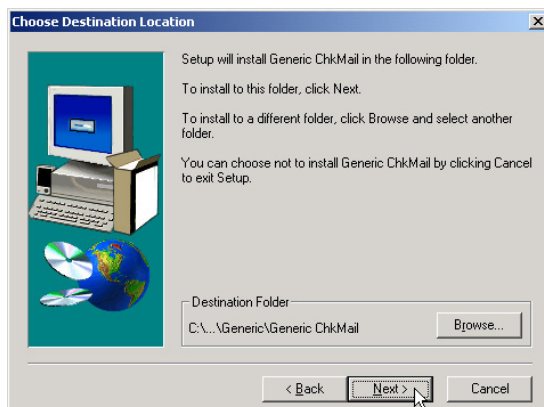 Choose Destination Location
Setup will install Generic ChkMail in the following folder.
To install to this folder, click Next.
To install to a different folder, click Browse and select another
folder.
You can choose not to install Generic ChkMail by clicking Cancel
to exit Setup.
Destination Folder
C:\...\Generic\Generic ChkMail
Browse...
< Back
Next >
Cancel